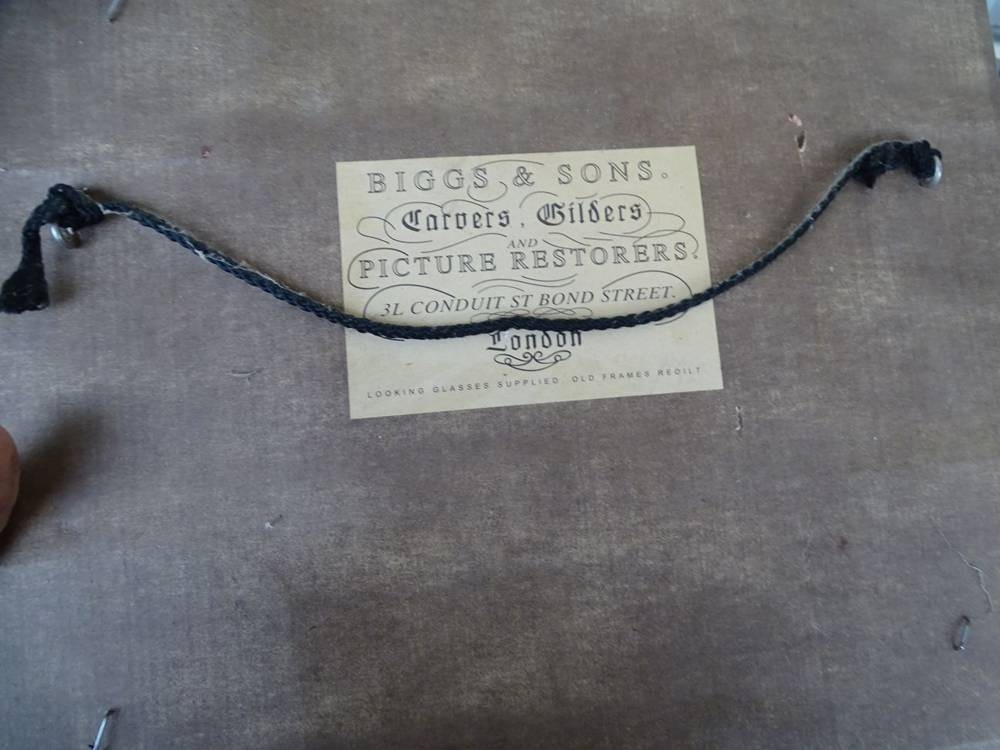 BIGGS & SONS.
Carvers, Gilders
AND
PICTURE RESTORERS.
3L CONDUIT ST BOND STREET.
London
LOOKING GLASSES SUPPLIED. OLD FRAMES REGILT